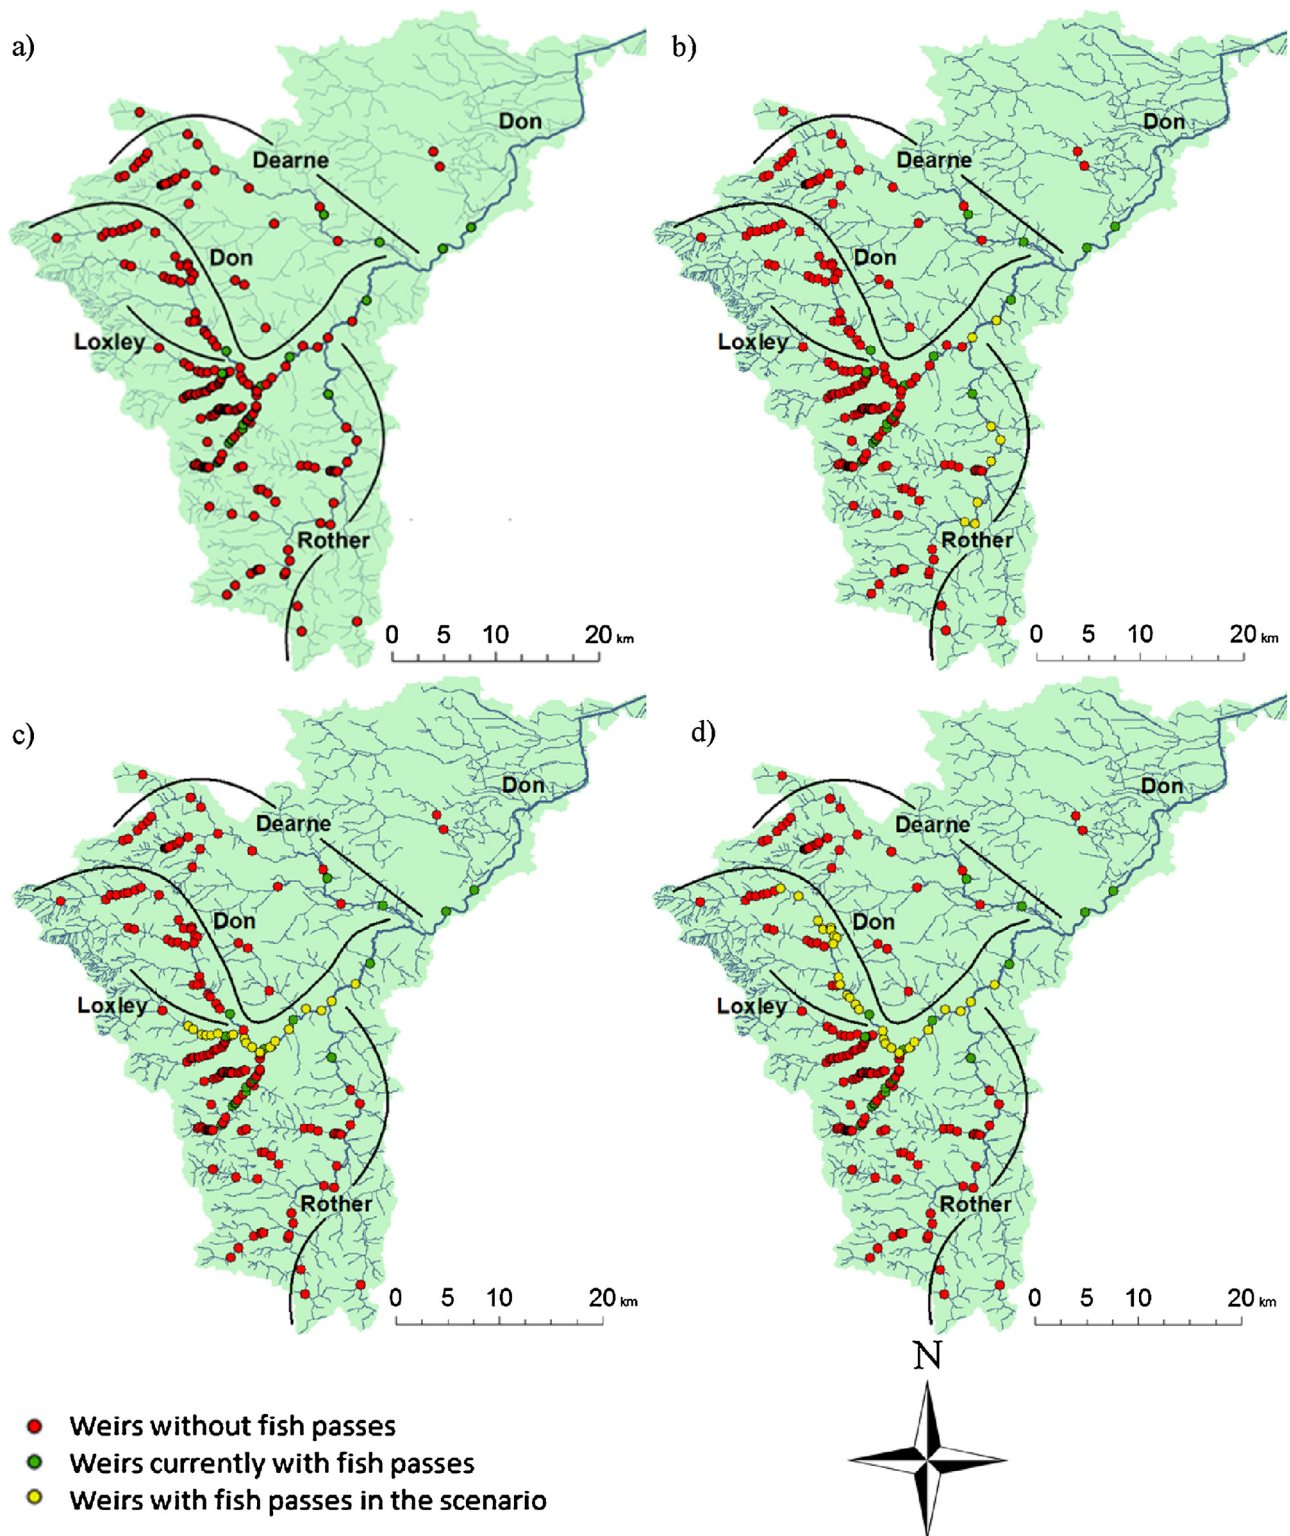 a)
Don
Dearne
Don
Loxley
Rother
0 5 10 20 km
b)
Don
Dearne
Don
Loxley
Rother
0 5 10 20 km
c)
Don
Dearne
Don
Loxley
Rother
0 5 10 20 km
d)
Don
Dearne
Don
Loxley
Rother
0 5 10 20 km
N
Weirs without fish passes
Weirs currently with fish passes
Weirs with fish passes in the scenario